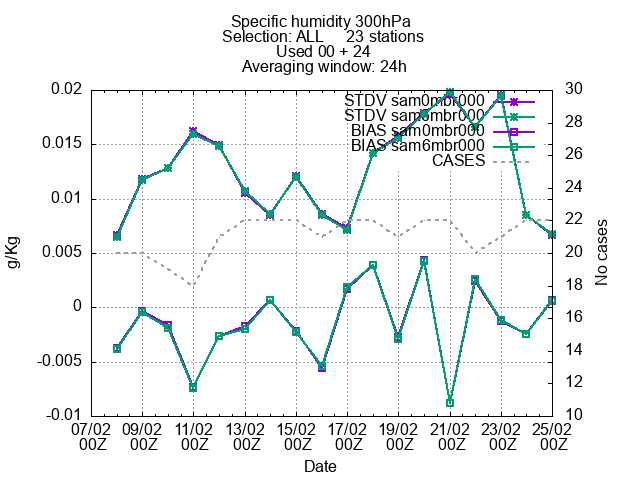 Specific humidity 300hPa
Selection: ALL 23 stations
Used 00 + 24
Averaging window: 24h
STDV sam0mbr000
STDV sam6mbr000
BIAS sam0mbr000
BIAS sam6mbr000
CASES
0.02
0.015
0.01
0.005
0
-0.005
-0.01
g/Kg
30
28
26
24
22
20
18
16
14
12
10
No cases
07/02 09/02 11/02 13/02 15/02 17/02 19/02 21/02 23/02 25/02
00Z 00Z 00Z 00Z 00Z 00Z 00Z 00Z 00Z 00Z
Date